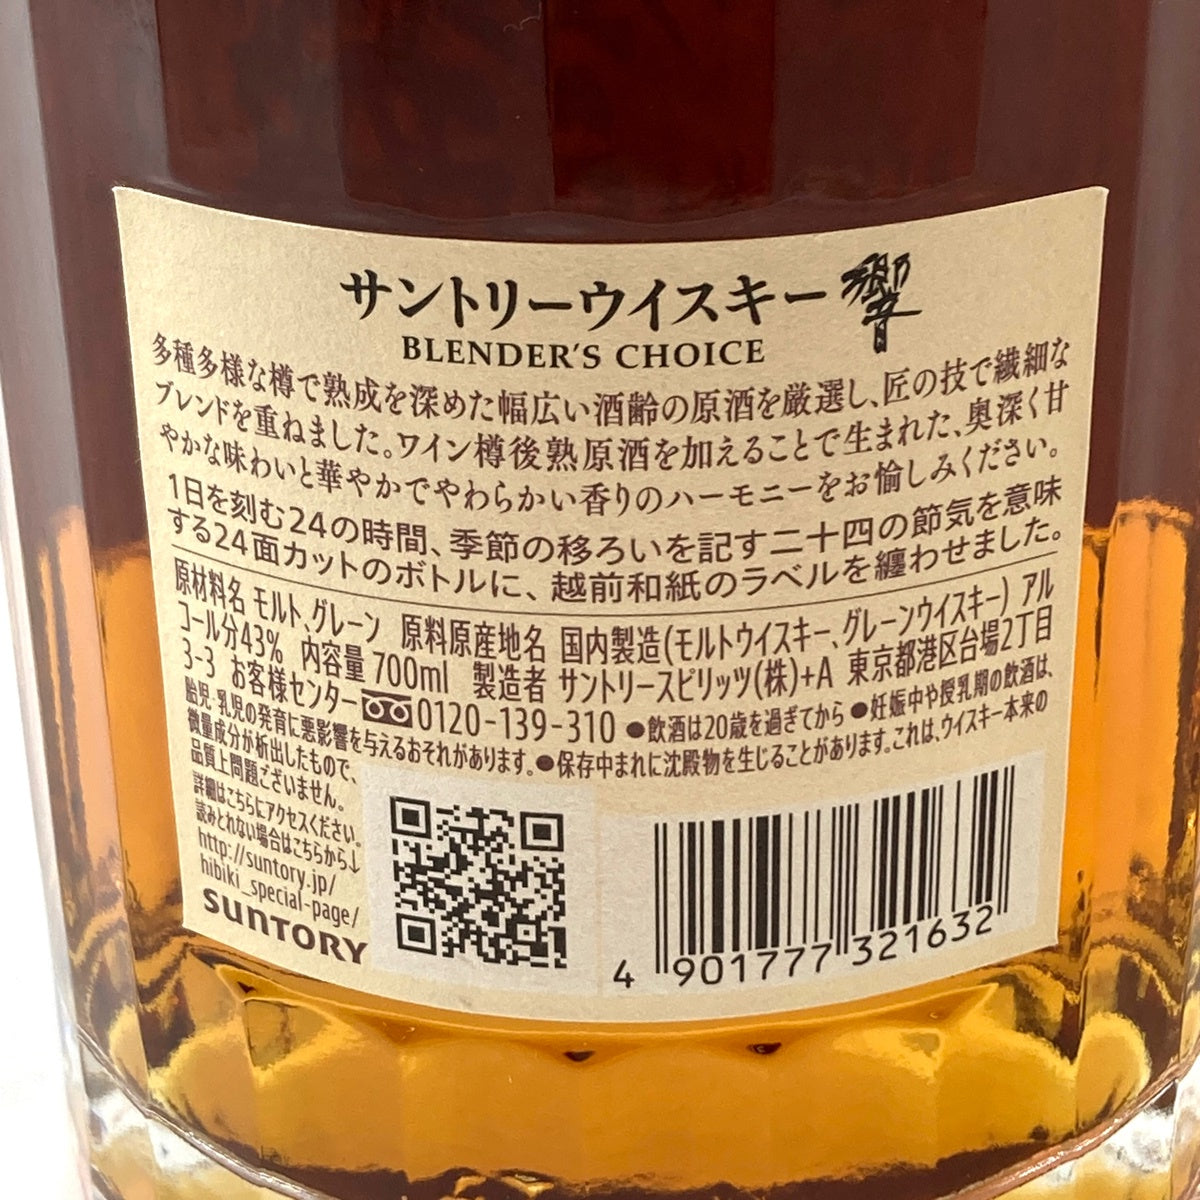 サントリーウイスキー 響
BLENDER'S CHOICE
多種多様な樽で熟成を深めた幅広い酒齢の原酒を厳選し、匠の技で繊細な
ブレンドを重ねました。ワイン樽後熟原酒を加えることで生まれた、奥深く甘
やかな味わいと華やかでやわらかい香りのハーモニーをお愉しみください。
1日を刻む24の時間、季節の移ろいを記す二十四の節気を意味
する24面カットのボトルに、越前和紙のラベルを纏わせました。
原材料名 モルト、グレーン 原料原産地名 国内製造(モルトウイスキー、グレーンウイスキー) アル
コール分43% 内容量 700ml 製造者 サントリースピリッツ(株)+A 東京都港区台場2丁目
3-3 お客様センター 0120-139-310 ●飲酒は20歳を過ぎてから ●妊娠中や授乳期の飲酒は、
胎児・乳児の発育に悪影響を与えるおそれがあります。●保存中まれに沈殿物を生じることがあります。これは、ウイスキー本来の
微量成分が析出したもので、
品質上問題ございません。
詳細はこちらにアクセスください。
読みとれない場合はこちらから↓
http://suntory.jp/
hibiki_special-page/
SUNTORY
4 901777 321632